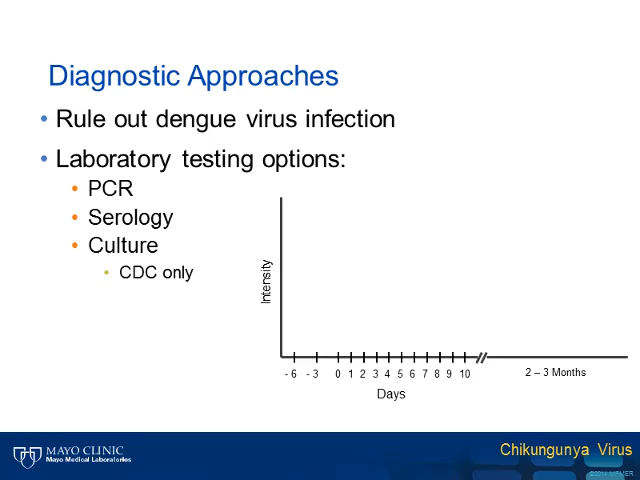 Diagnostic Approaches
• Rule out dengue virus infection
• Laboratory testing options:
• PCR
• Serology
• Culture
• CDC only
Intensity
- 6 - 3 0 1 2 3 4 5 6 7 8 9 10
2 – 3 Months
Days
MAYO CLINIC
Mayo Medical Laboratories
Chikungunya Virus
©2014 MFMER